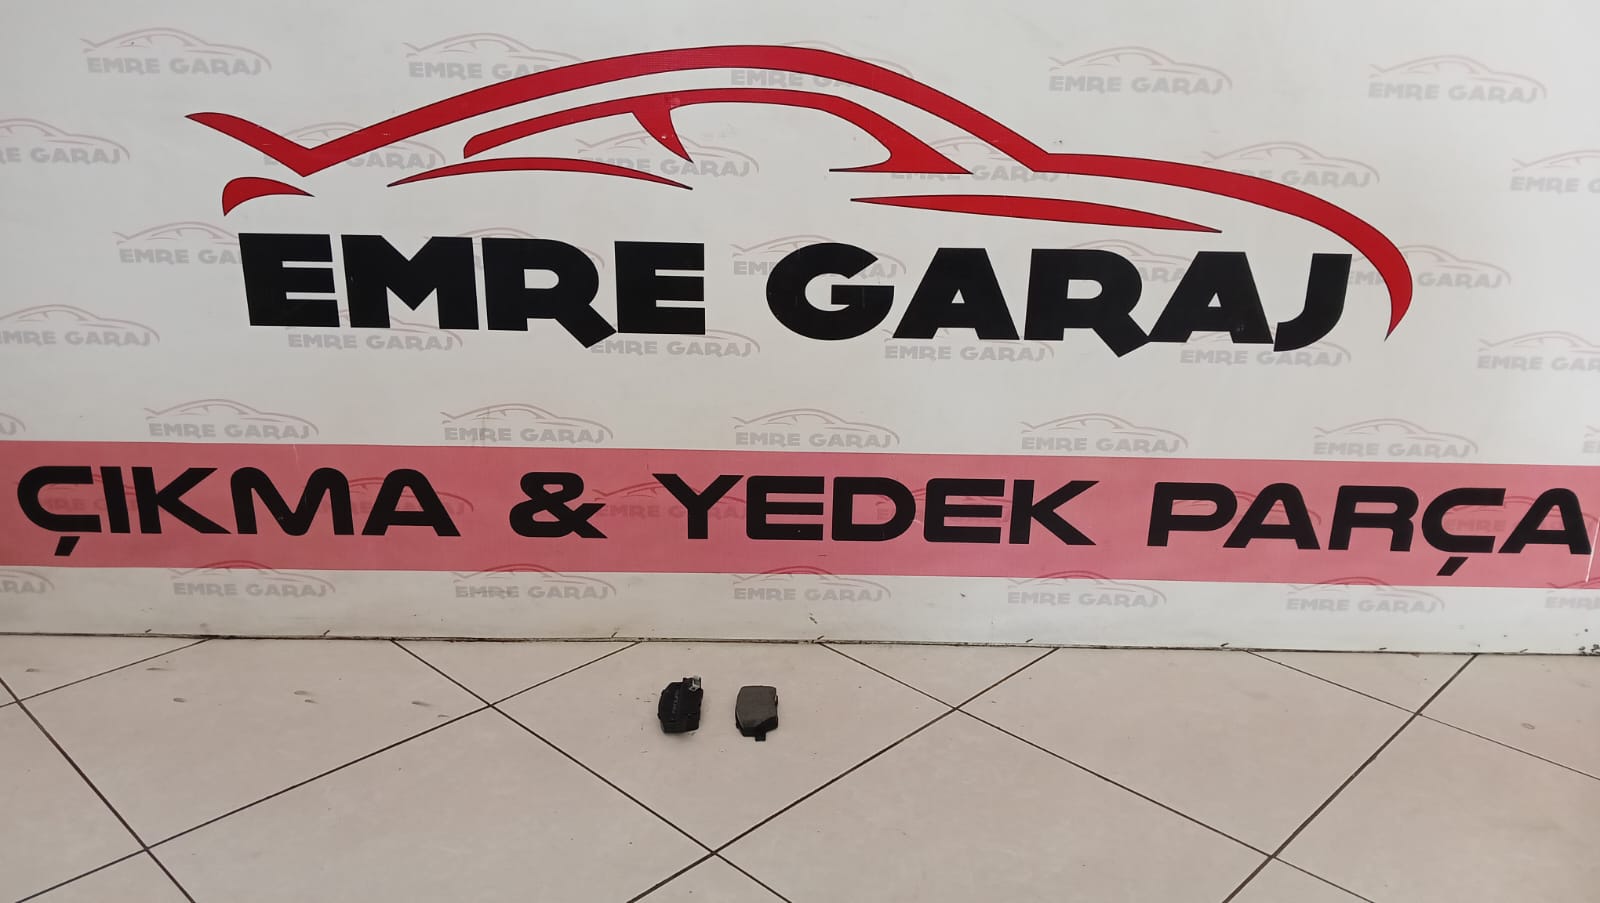 EMRE GARAJ
ÇIKMA & YEDEK PARÇA